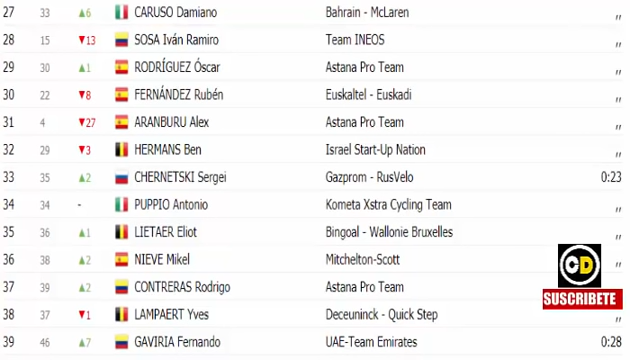 27 33 ▲6 CARUSO Damiano Bahrain - McLaren ,,
28 15 ▼13 SOSA Iván Ramiro Team INEOS ,,
29 30 ▲1 RODRÍGUEZ Óscar Astana Pro Team ,,
30 22 ▼8 FERNÁNDEZ Rubén Euskaltel - Euskadi ,,
31 4 ▼27 ARANBURU Alex Astana Pro Team ,,
32 29 ▼3 HERMANS Ben Israel Start-Up Nation ,,
33 35 ▲2 CHERNETSKI Sergei Gazprom - RusVelo 0:23
34 34 - PUPPIO Antonio Kometa Xstra Cycling Team ,,
35 36 ▲1 LIETAER Eliot Bingoal - Wallonie Bruxelles ,,
36 38 ▲2 NIEVE Mikel Mitchelton-Scott
37 39 ▲2 CONTRERAS Rodrigo Astana Pro Team
38 37 ▼1 LAMPAERT Yves Deceuninck - Quick Step ,,
39 46 ▲7 GAVIRIA Fernando UAE-Team Emirates 0:28
CD
SUSCRIBETE